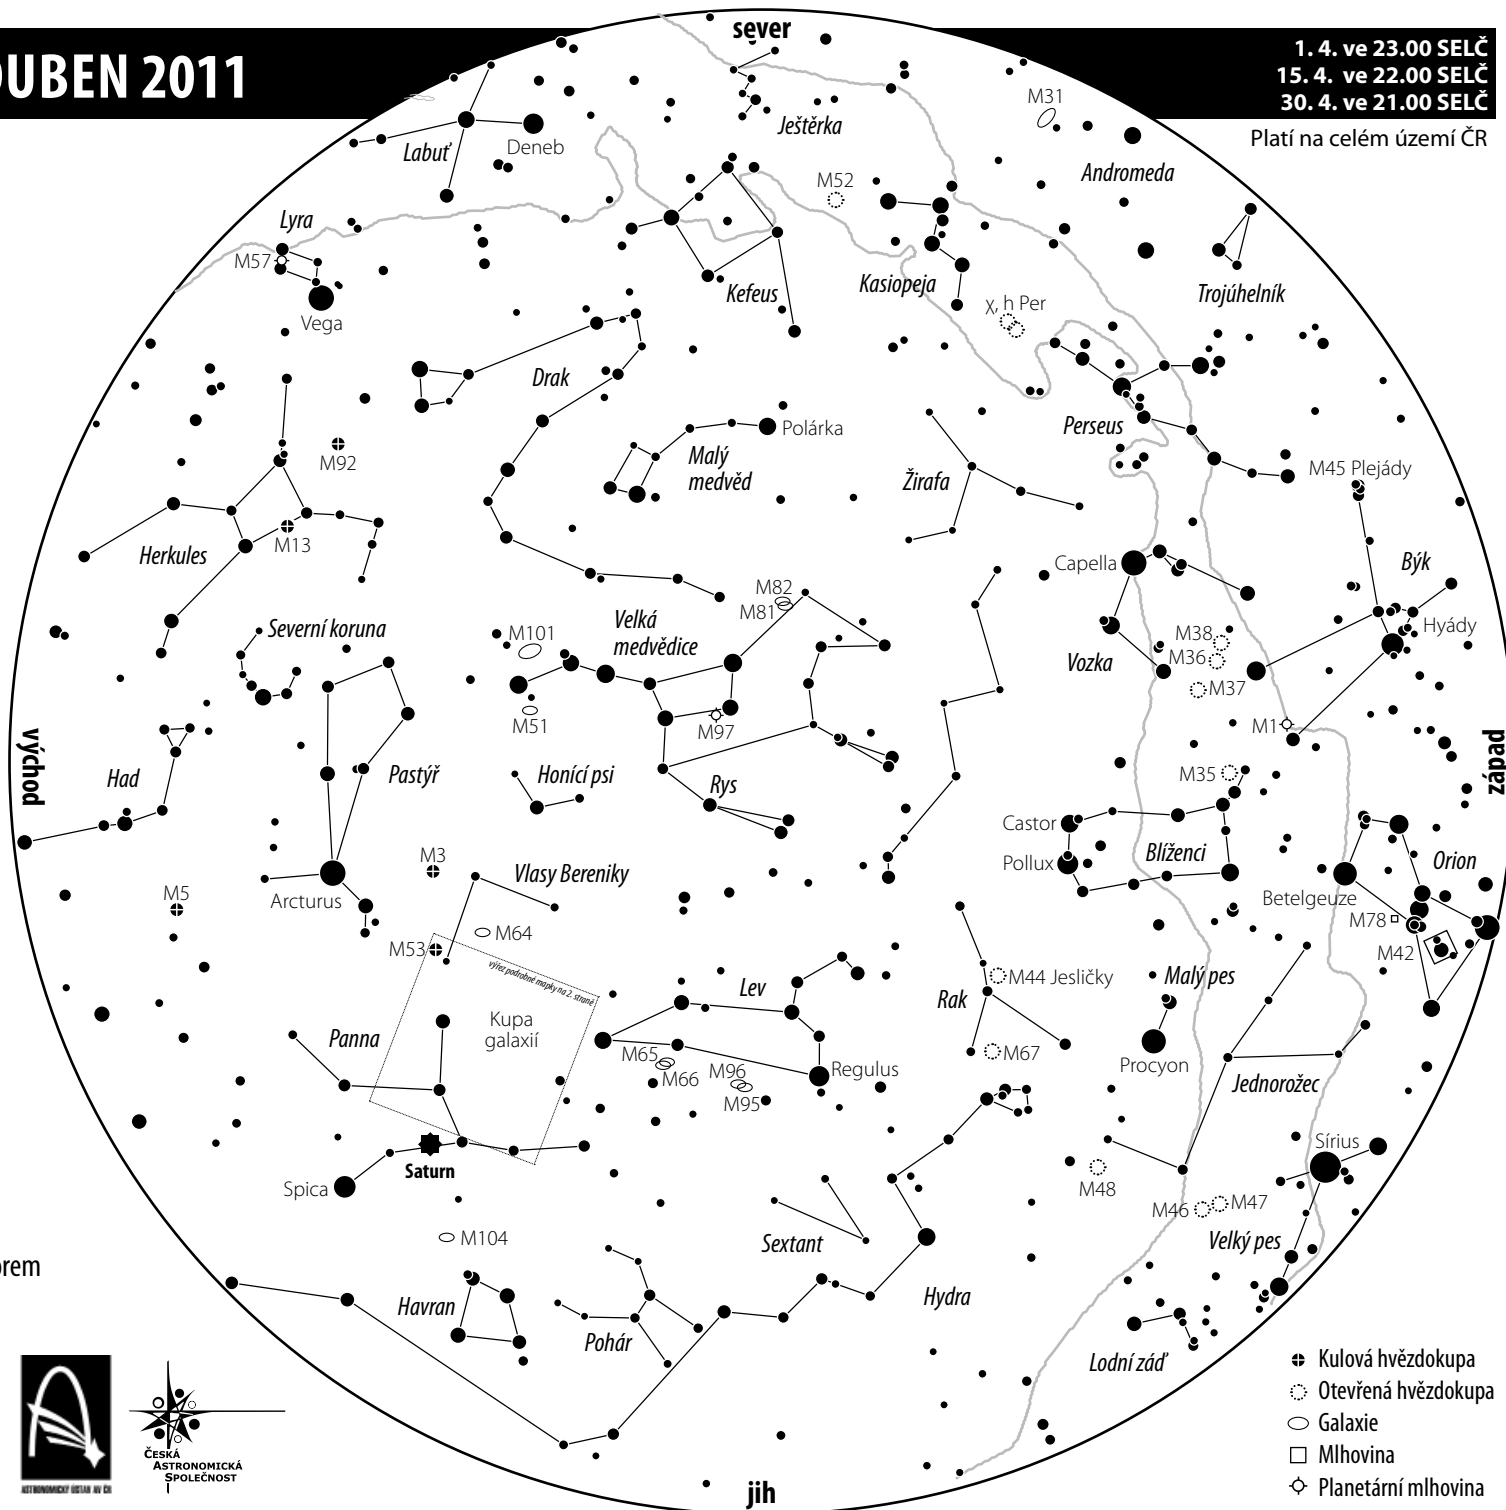 DUBEN 2011
sever
1. 4. ve 23.00 SELČ
15. 4. ve 22.00 SELČ
30. 4. ve 21.00 SELČ
Platí na celém území ČR
M31
Ještěrka
Labuť
Deneb
Andromeda
M52
Lyra
M57
Vega
Kefeus
Kasiopeja
χ, h Per
Trojúhelník
Drak
Polárka
Perseus
M92
Malý
medvěd
Žirafa
M45 Plejády
M13
Herkules
Capella
Býk
M82
M81
Severní koruna
Velká
medvědice
M101
M38
M36
Hyády
Vozka
M37
M51
M97
M1
východ
západ
Had
Pastýř
Honící psi
Rys
M35
Castor
Pollux
Blíženci
Orion
M3
Vlasy Bereniky
M5
Arcturus
Betelgeuze
M78
M42
M64
M53
výřez podrobné mapky na 2. straně
Lev
Rak
M44 Jesličky
Malý pes
Kupa
galaxií
Panna
M65
M66
M96
M95
Regulus
M67
Procyon
Jednorožec
Saturn
Spica
Sírius
M48
M46
M47
M104
Sextant
Velký pes
orem
Havran
Pohár
Hydra
Lodní záď
Kulová hvězdokupa
Otevřená hvězdokupa
Galaxie
Mlhovina
Planetární mlhovina
ČESKÁ
ASTRONOMICKÁ
SPOLEČNOST
ASTRONOMICKÝ ÚSTAV AV ČR
jih